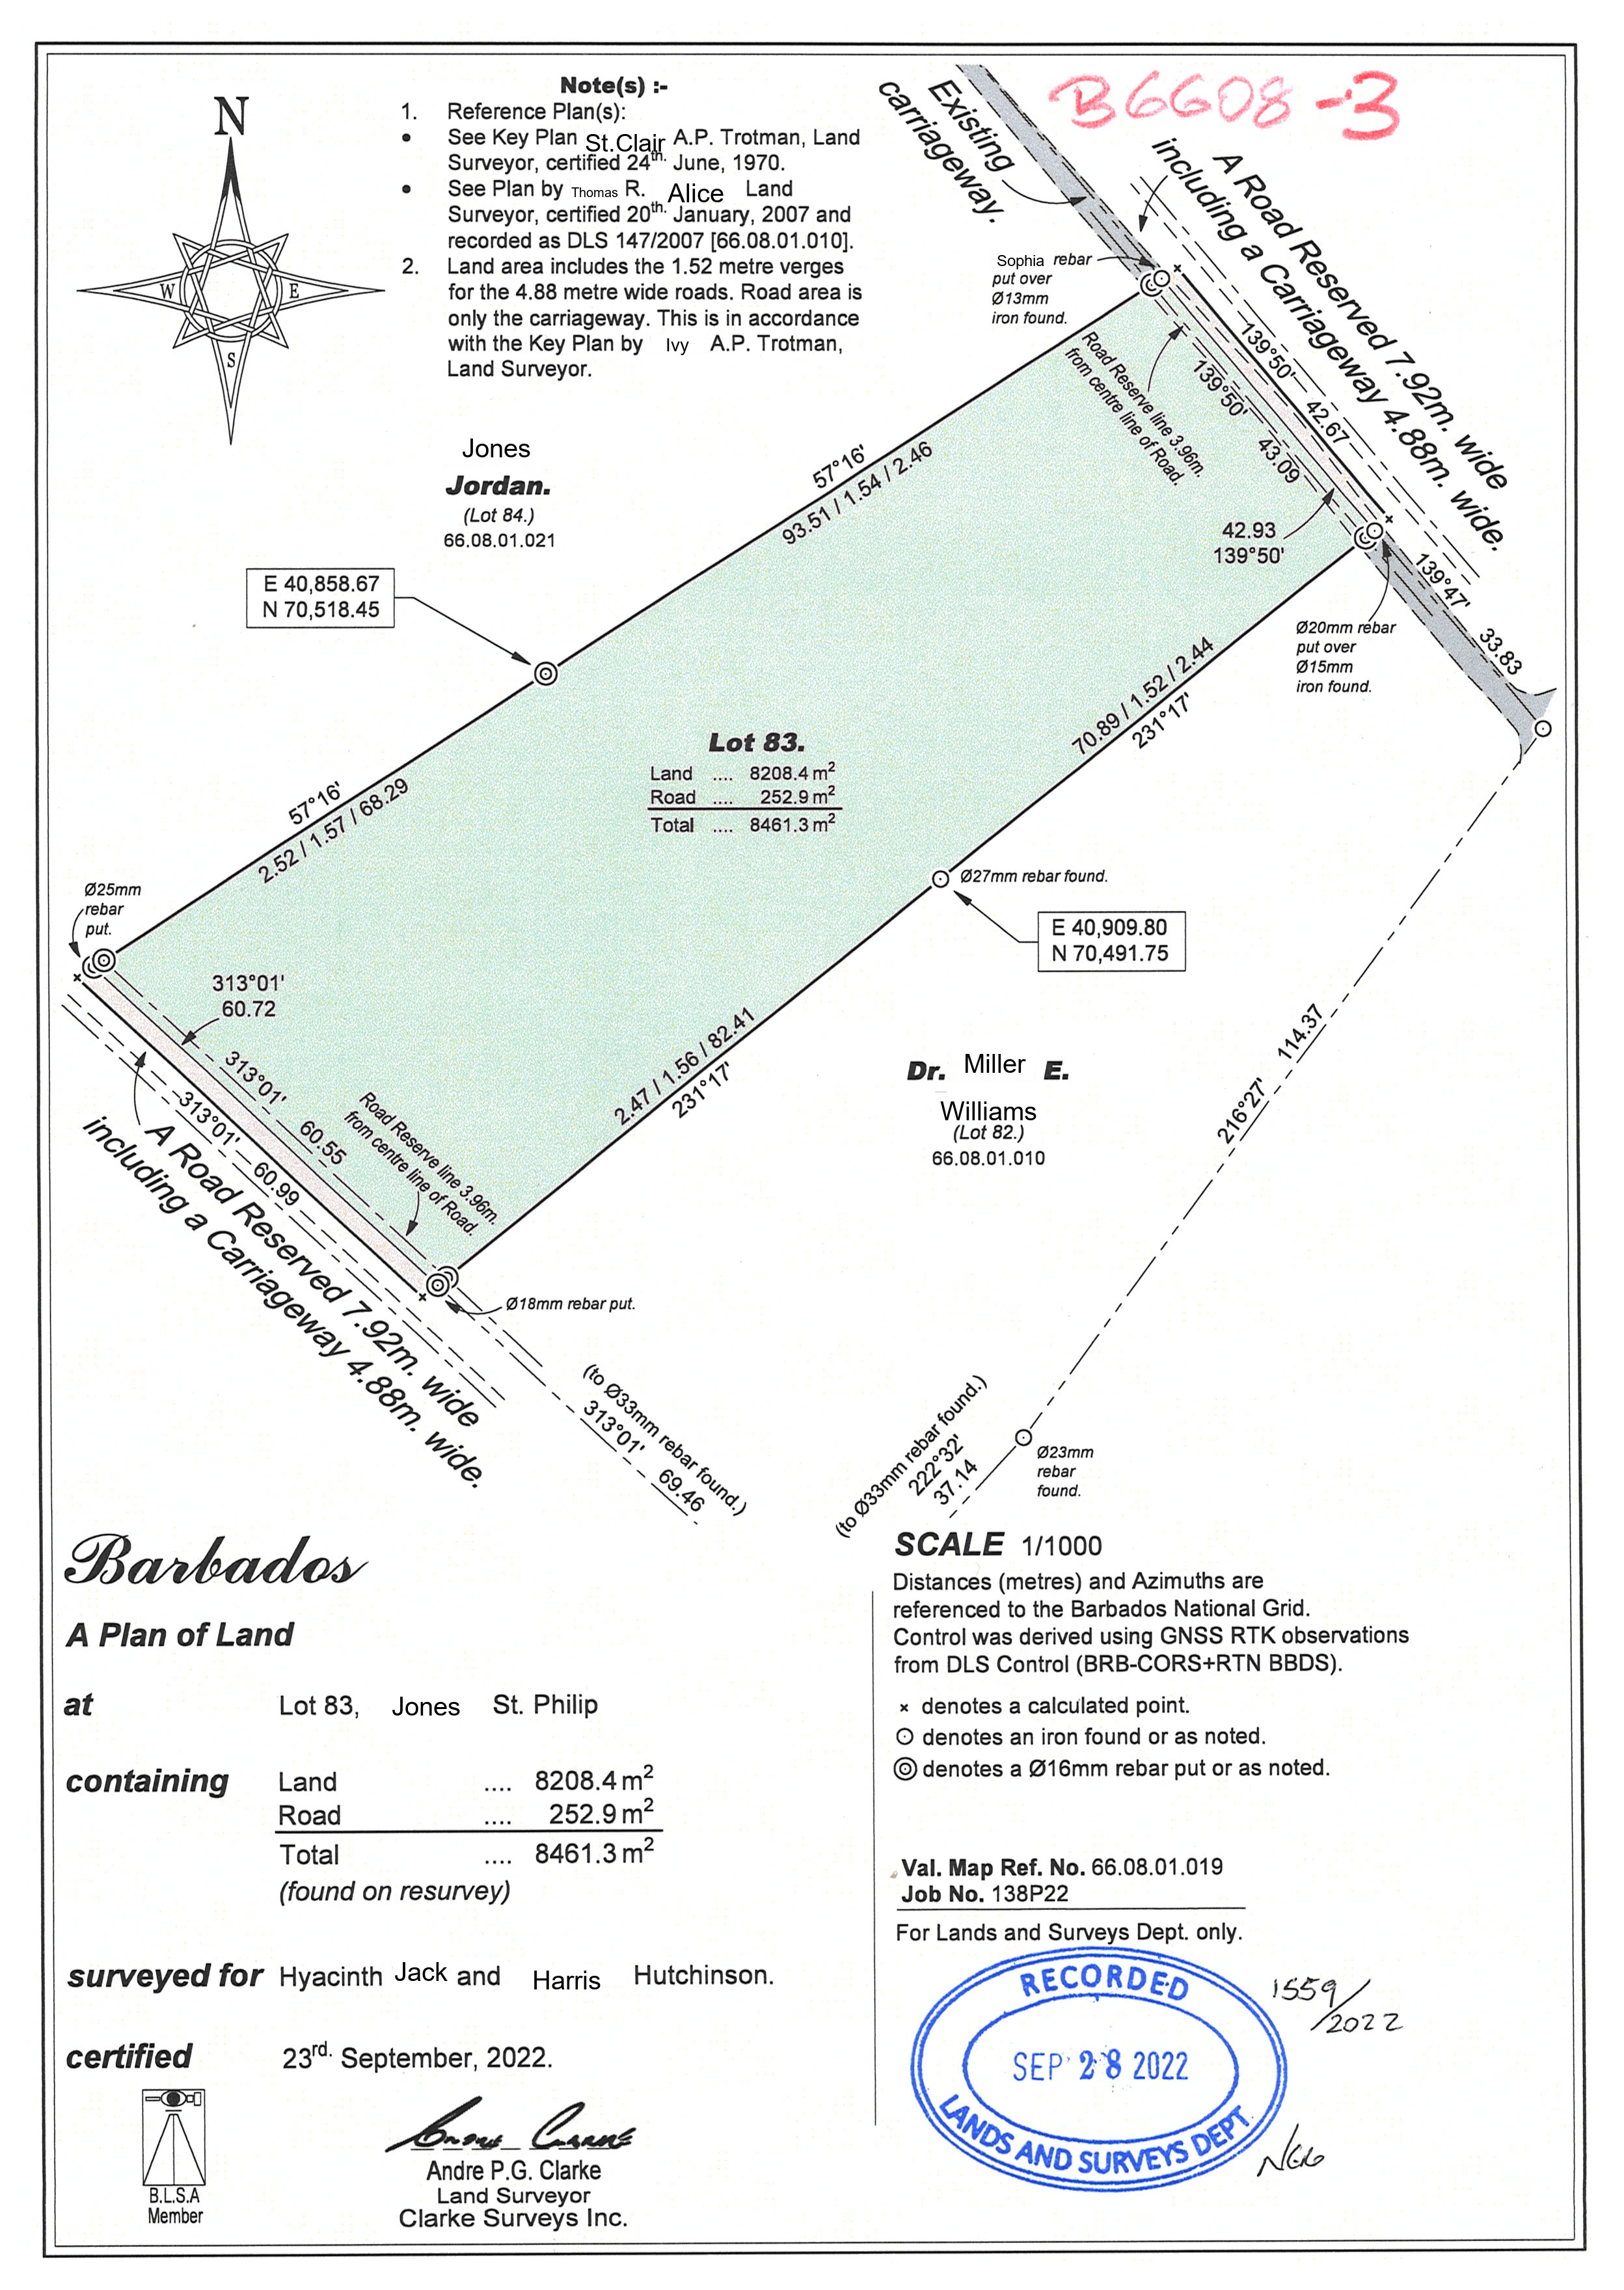 B6608-3
N
W
E
S
Note(s) :-
1. Reference Plan(s):
• See Key Plan St.Clair A.P. Trotman, Land
Surveyor, certified 24th. June, 1970.
• See Plan by Thomas R. Alice Land
Surveyor, certified 20th. January, 2007 and
recorded as DLS 147/2007 [66.08.01.010].
2. Land area includes the 1.52 metre verges
for the 4.88 metre wide roads. Road area is
only the carriageway. This is in accordance
with the Key Plan by Ivy A.P. Trotman,
Land Surveyor.
Existing
carriageway.
A Road Reserved 7.92m. wide
including a Carriageway 4.88m. wide.
Sophia rebar
put over
Ø13mm
iron found.
139°50' 42.67
139°50' 43.09
Road Reserve line 3.96m.
from centre line of Road.
42.93
139°50'
Jones
Jordan.
(Lot 84.)
66.08.01.021
57°16'
93.51 / 1.54 / 2.46
E 40,858.67
N 70,518.45
139°47' 33.83
Ø20mm rebar
put over
Ø15mm
iron found.
70.89 / 1.52 / 2.44
231°17'
Lot 83.
Land .... 8208.4 m²
Road .... 252.9 m²
Total .... 8461.3 m²
57°16'
2.52 / 1.57 / 68.29
Ø25mm
rebar
put.
Ø27mm rebar found.
E 40,909.80
N 70,491.75
313°01'
60.72
313°01' 60.55
313°01' 60.99
Road Reserve line 3.96m.
from centre line of Road.
A Road Reserved 7.92m. wide
including a Carriageway 4.88m. wide.
2.47 / 1.56 / 82.41
231°17'
Dr. Miller E.
Williams
(Lot 82.)
66.08.01.010
216°27' 114.37
Ø18mm rebar put.
(to Ø33mm rebar found.)
313°01' 69.46
(to Ø33mm rebar found.)
222°32'
37.14
Ø23mm
rebar
found.
Barbados
A Plan of Land
at Lot 83, Jones St. Philip
containing Land .... 8208.4 m²
Road .... 252.9 m²
Total .... 8461.3 m²
(found on resurvey)
surveyed for Hyacinth Jack and Harris Hutchinson.
certified 23rd. September, 2022.
B.L.S.A
Member
Andre P.G. Clarke
Land Surveyor
Clarke Surveys Inc.
SCALE 1/1000
Distances (metres) and Azimuths are
referenced to the Barbados National Grid.
Control was derived using GNSS RTK observations
from DLS Control (BRB-CORS+RTN BBDS).
× denotes a calculated point.
⊙ denotes an iron found or as noted.
◎ denotes a Ø16mm rebar put or as noted.
Val. Map Ref. No. 66.08.01.019
Job No. 138P22
For Lands and Surveys Dept. only.
RECORDED
SEP 28 2022
LANDS AND SURVEYS DEPT
1559/
2022